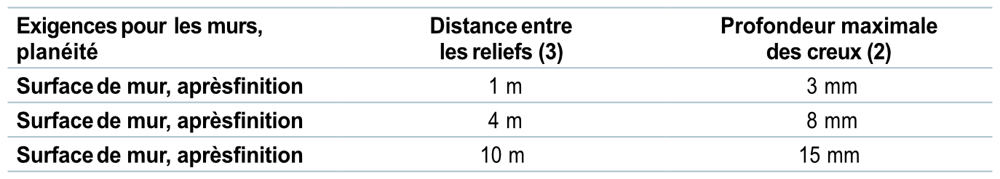 Exigences pour les murs, planéité Distance entre les reliefs (3) Profondeur maximale des creux (2)
Surface de mur, aprèsfinition 1 m 3 mm
Surface de mur, aprèsfinition 4 m 8 mm
Surface de mur, aprèsfinition 10 m 15 mm